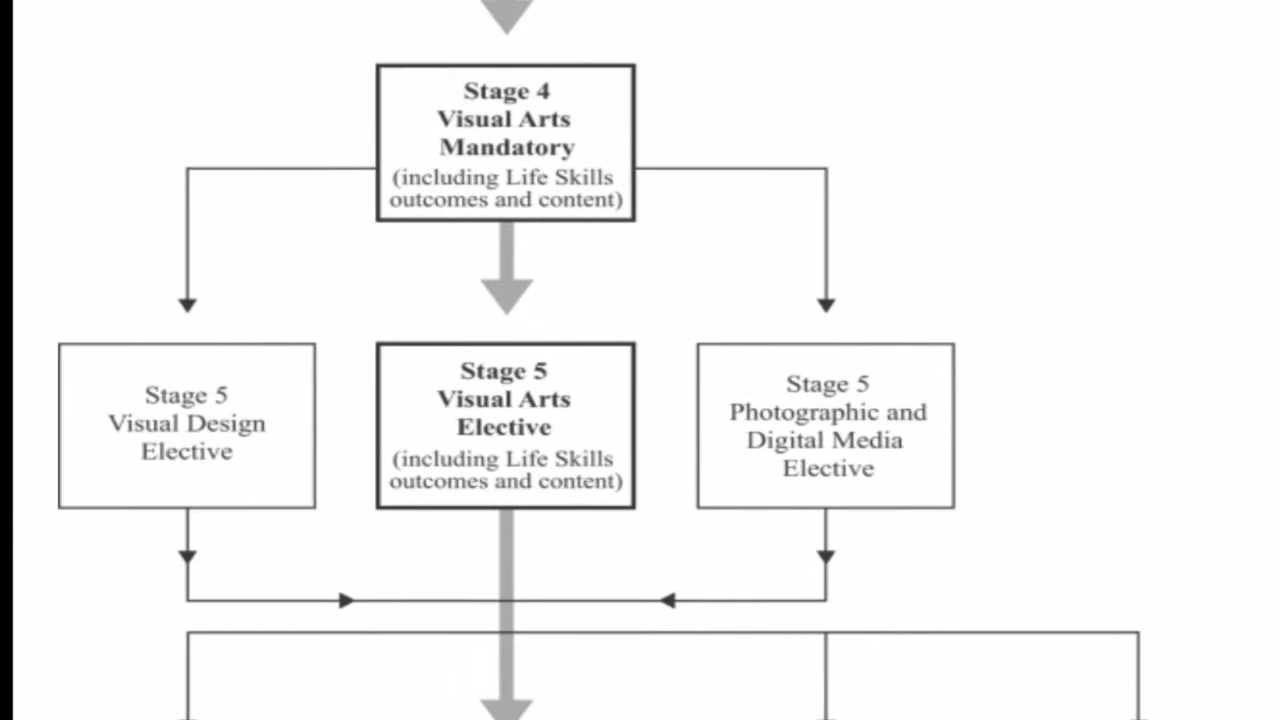 Stage 4
Visual Arts
Mandatory
(including Life Skills
outcomes and content)
Stage 5
Visual Design
Elective
Stage 5
Visual Arts
Elective
(including Life Skills
outcomes and content)
Stage 5
Photographic and
Digital Media
Elective